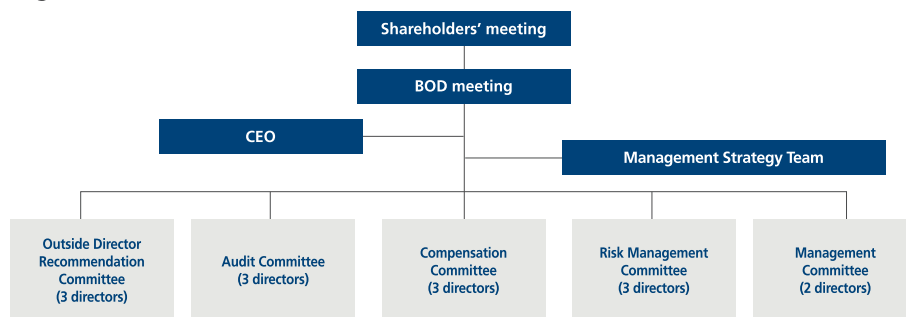 Shareholders’ meeting
BOD meeting
CEO
Management Strategy Team
Outside Director
Recommendation
Committee
(3 directors)
Audit Committee
(3 directors)
Compensation
Committee
(3 directors)
Risk Management
Committee
(3 directors)
Management
Committee
(2 directors)